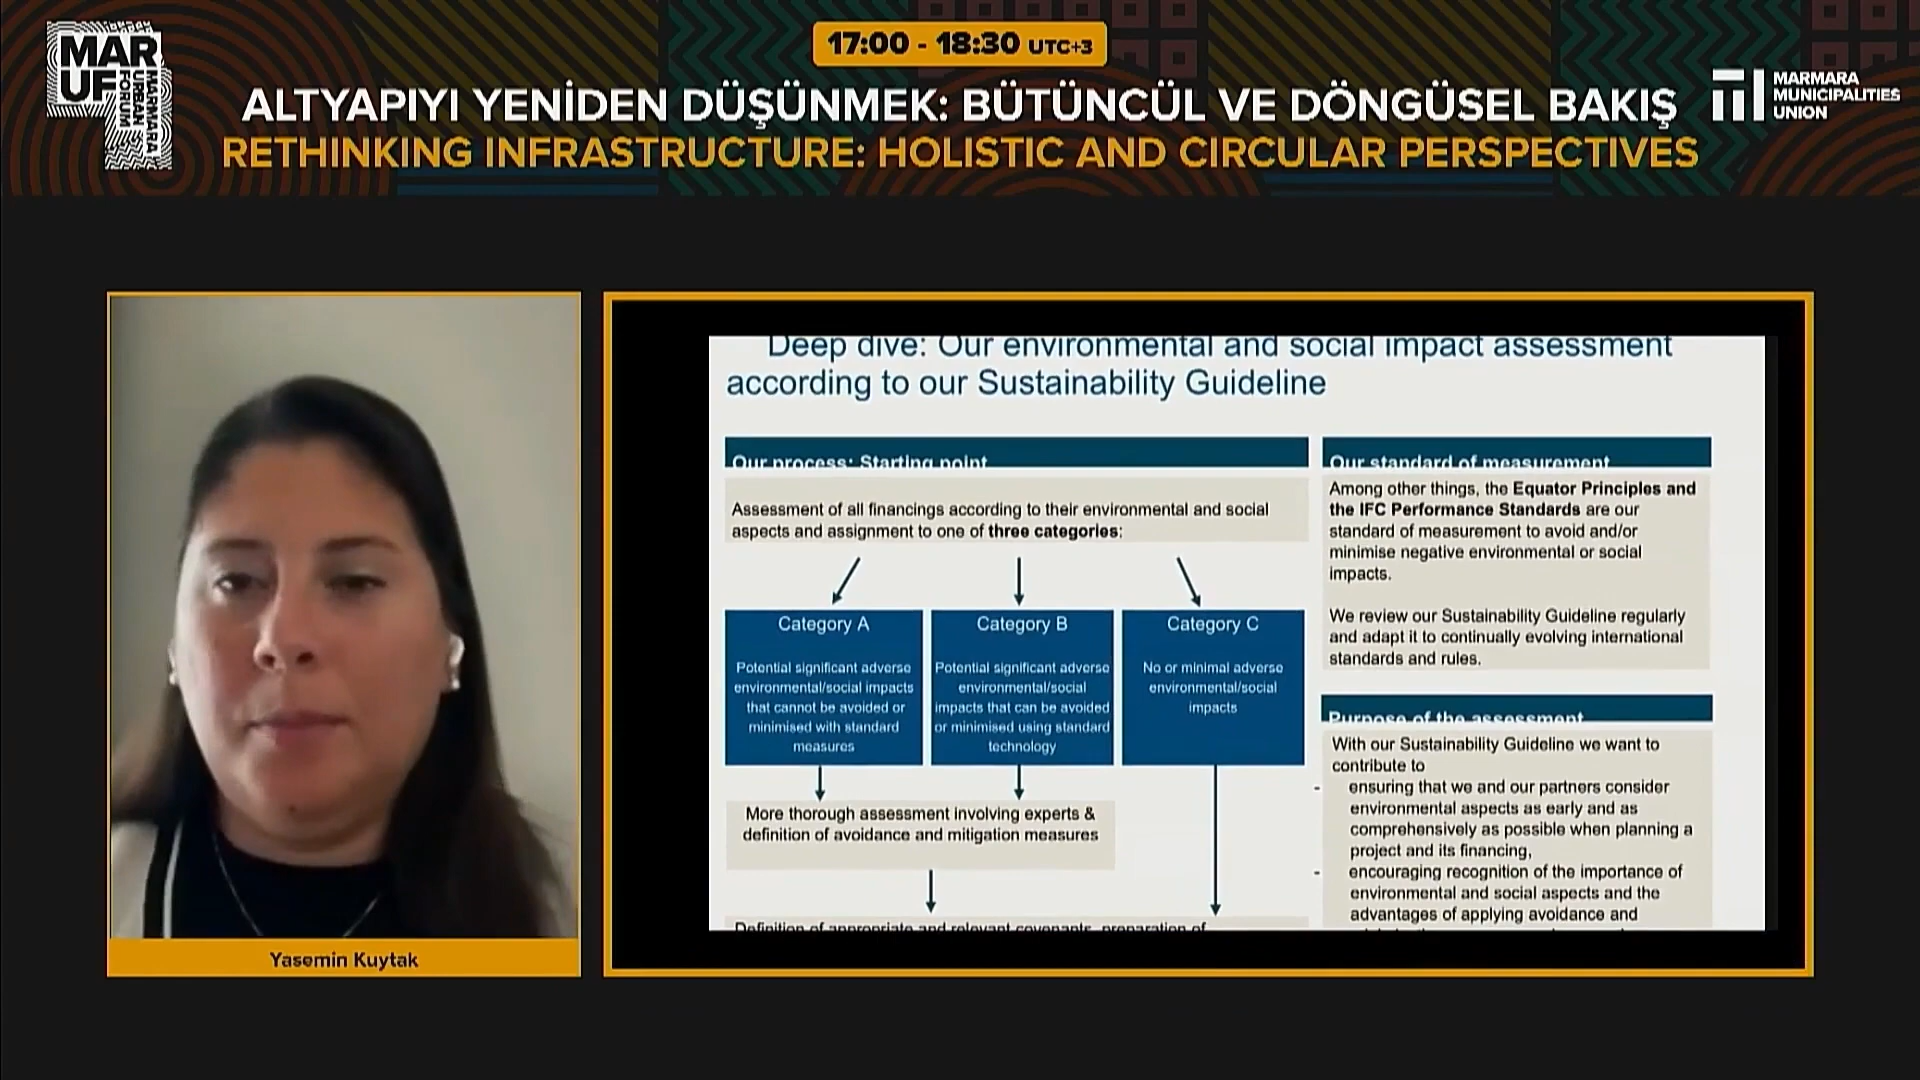 MAR
UF
MARMARA
URBAN
FORUM
17:00 - 18:30 UTC+3
ALTYAPIYI YENİDEN DÜŞÜNMEK: BÜTÜNCÜL VE DÖNGÜSEL BAKIŞ
RETHINKING INFRASTRUCTURE: HOLISTIC AND CIRCULAR PERSPECTIVES
MARMARA
MUNICIPALITIES
UNION
Deep dive: Our environmental and social impact assessment
according to our Sustainability Guideline
Our process: Starting point
Assessment of all financings according to their environmental and social
aspects and assignment to one of three categories:
Category A
Potential significant adverse
environmental/social impacts
that cannot be avoided or
minimised with standard
measures
Category B
Potential significant adverse
environmental/social
impacts that can be avoided
or minimised using standard
technology
Category C
No or minimal adverse
environmental/social
impacts
More thorough assessment involving experts &
definition of avoidance and mitigation measures
Definition of appropriate and relevant covenants, preparation of
Our standard of measurement
Among other things, the Equator Principles and
the IFC Performance Standards are our
standard of measurement to avoid and/or
minimise negative environmental or social
impacts.
We review our Sustainability Guideline regularly
and adapt it to continually evolving international
standards and rules.
Purpose of the assessment
With our Sustainability Guideline we want to
contribute to
- ensuring that we and our partners consider
environmental aspects as early and as
comprehensively as possible when planning a
project and its financing,
- encouraging recognition of the importance of
environmental and social aspects and the
advantages of applying avoidance and
Yasemin Kuytak